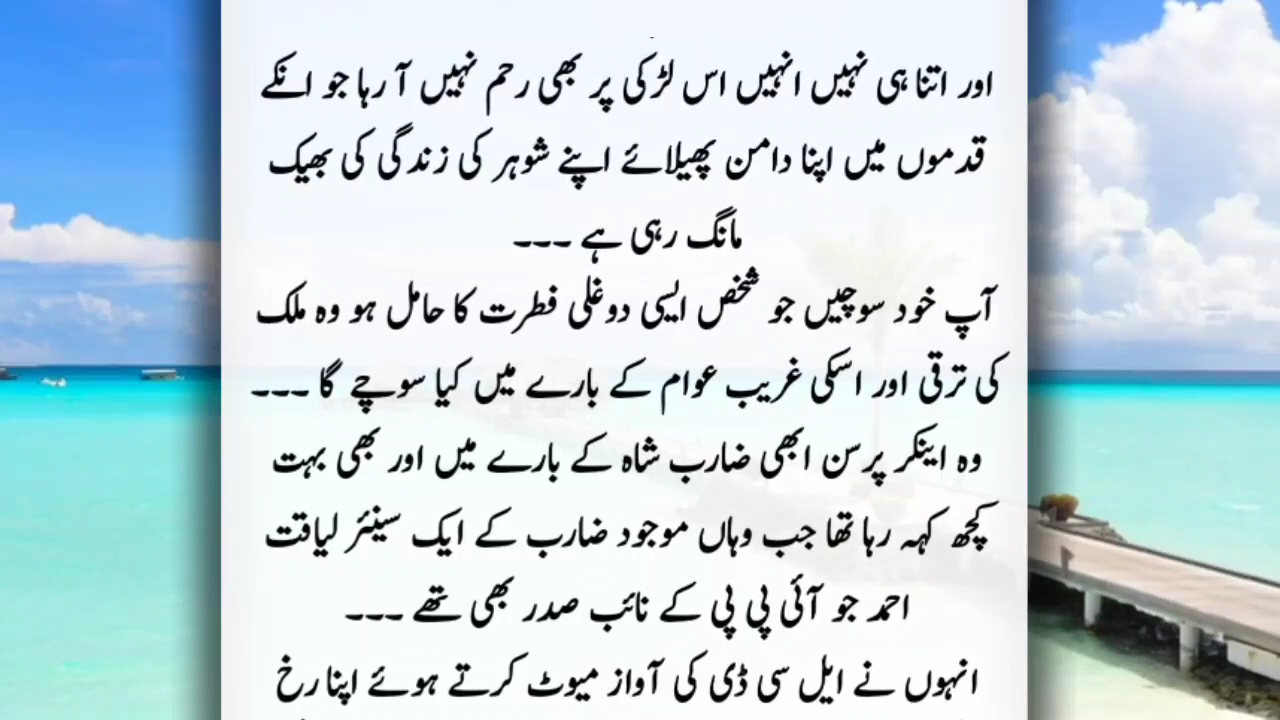 اور اتنا ہی نہیں انہیں اس لڑکی پر بھی رحم نہیں آ رہا جو انکے
قدموں میں اپنا دامن پھیلائے اپنے شوہر کی زندگی کی بھیک
مانگ رہی ہے ۔۔۔
آپ خود سوچیں جو شخص ایسی دوغلی فطرت کا حامل ہو وہ ملک
کی ترقی اور اسکی غریب عوام کے بارے میں کیا سوچے گا ۔۔۔
وہ اینکر پرسن ابھی ضارب شاہ کے بارے میں اور بھی بہت
کچھ کہہ رہا تھا جب وہاں موجود ضارب کے ایک سینئر لیاقت
احمد جو آئی پی پی کے نائب صدر بھی تھے ۔۔۔
انہوں نے ایل سی ڈی کی آواز میوٹ کرتے ہوئے اپنا رخ